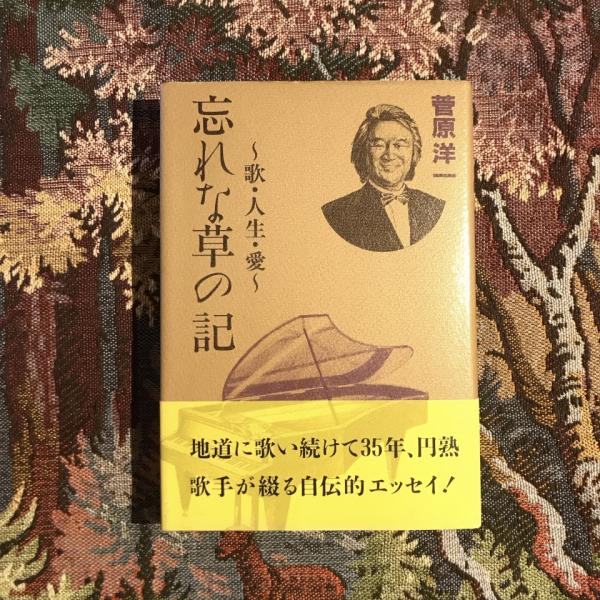 菅原洋一
忘れな草の記
～歌・人生・愛～
地道に歌い続けて35年、円熟
歌手が綴る自伝的エッセイ!